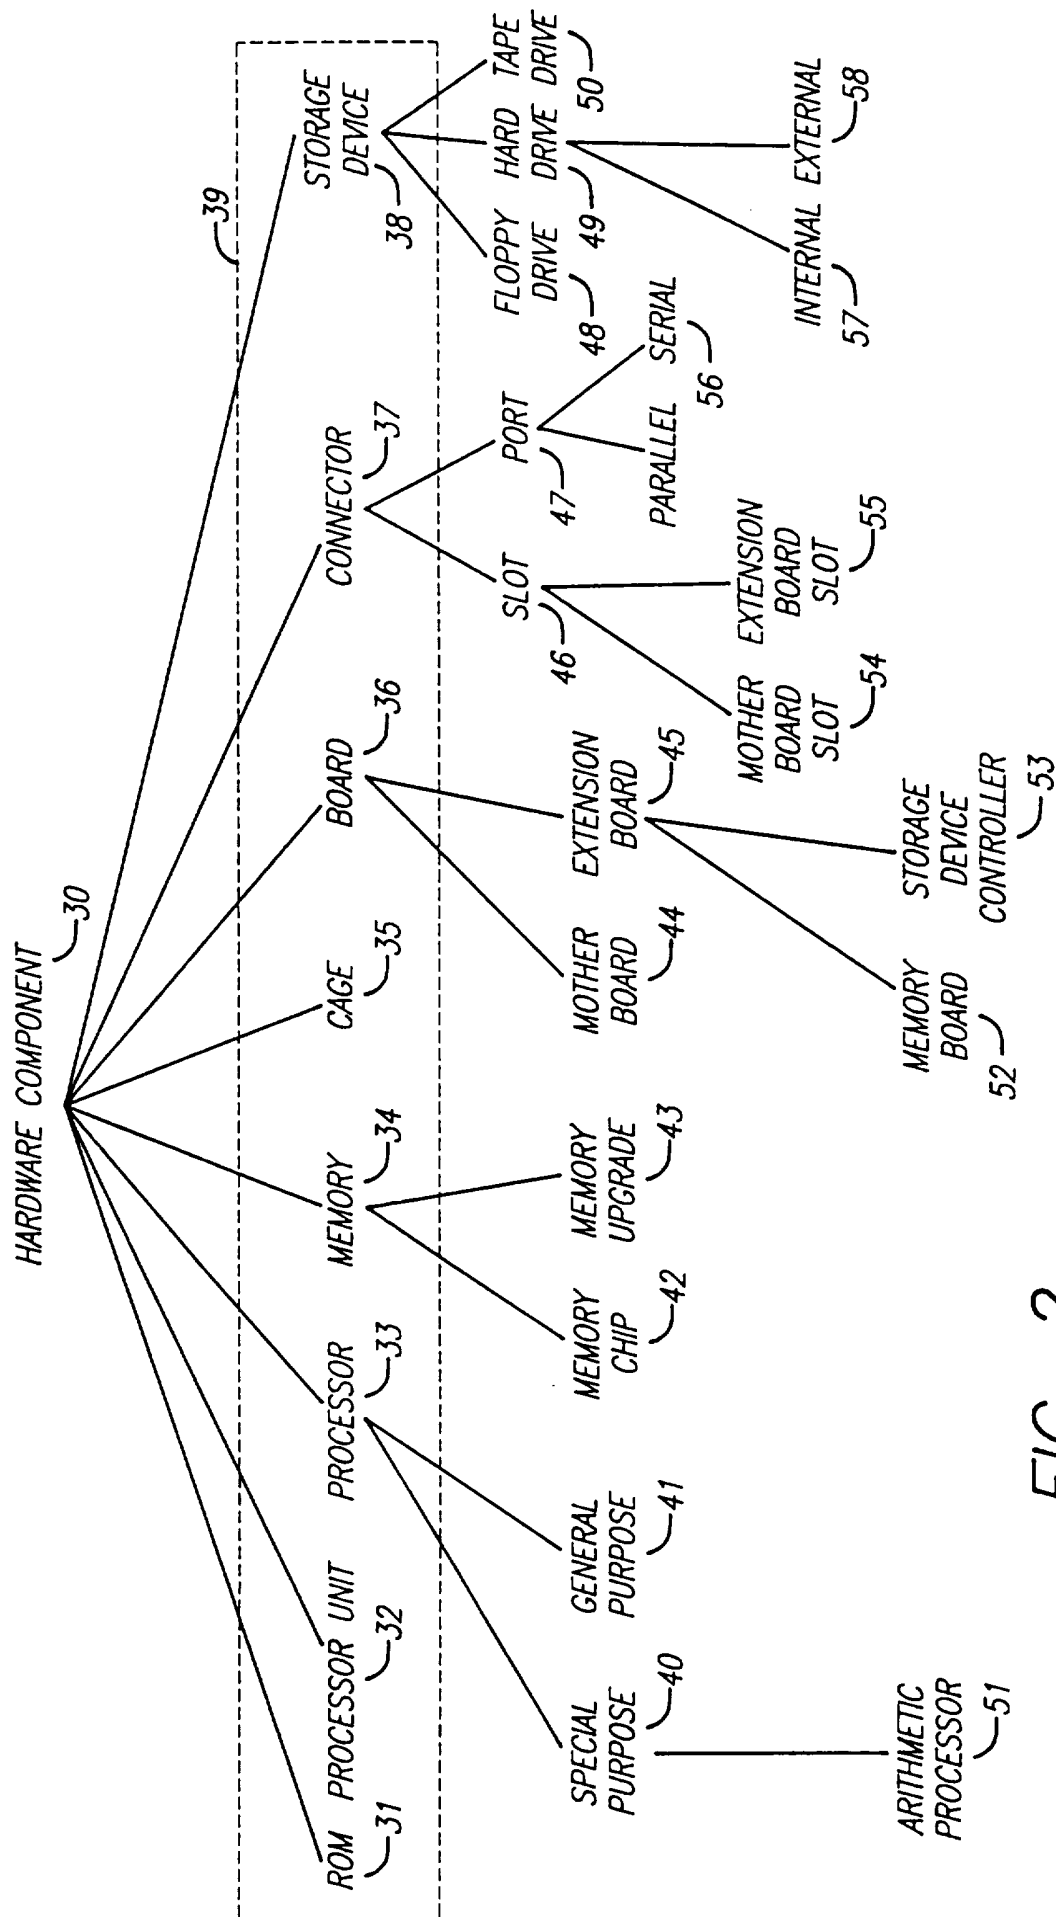 HARDWARE COMPONENT
30
39
ROM
31
PROCESSOR UNIT
32
PROCESSOR
33
MEMORY
34
CAGE
35
BOARD
36
CONNECTOR
37
STORAGE
DEVICE
38
SPECIAL
PURPOSE
40
GENERAL
PURPOSE
41
MEMORY
CHIP
42
MEMORY
UPGRADE
43
MOTHER
BOARD
44
EXTENSION
BOARD
45
SLOT
46
PORT
47
FLOPPY
DRIVE
48
HARD
DRIVE
49
TAPE
DRIVE
50
ARITHMETIC
PROCESSOR
51
MEMORY
BOARD
52
STORAGE
DEVICE
CONTROLLER
53
MOTHER
BOARD
SLOT
54
EXTENSION
BOARD
SLOT
55
PARALLEL
SERIAL
56
INTERNAL
57
EXTERNAL
58